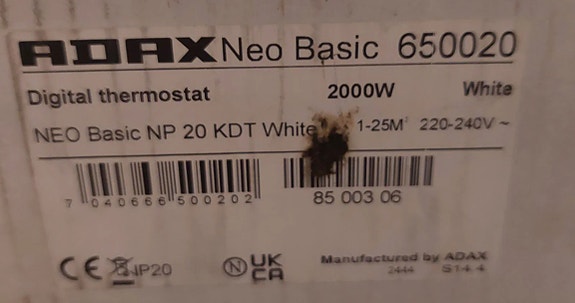 ADAX Neo Basic 650020
Digital thermostat 2000W White
NEO Basic NP 20 KDT White 1-25M² 220-240V ~
7 040666 500202 85 003 06
CE IP20 N UK CA Manufactured by ADAX
2444 S14.4